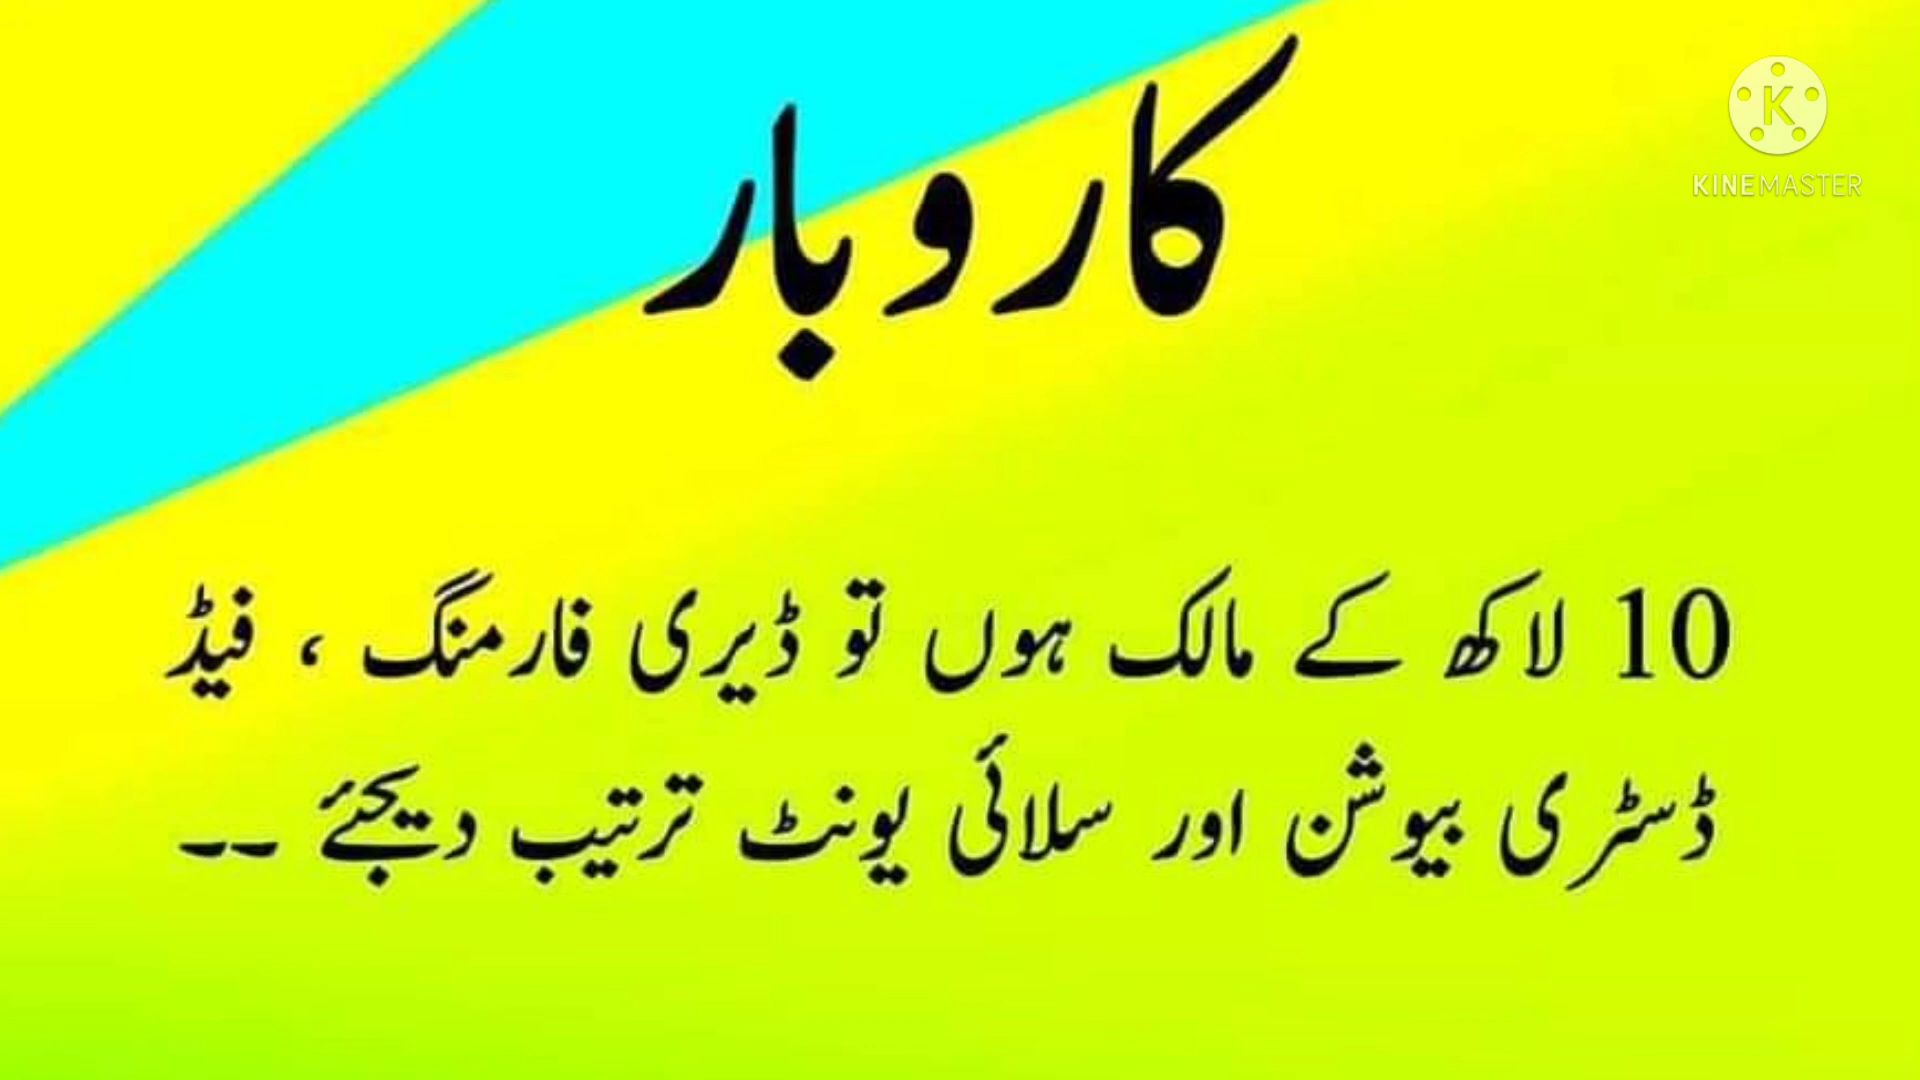 کاروبار
KINEMASTER
10 لاکھ کے مالک ہوں تو ڈیری فارمنگ ، فیڈ
ڈسٹری بیوشن اور سلائی یونٹ ترتیب دیجئے ۔۔